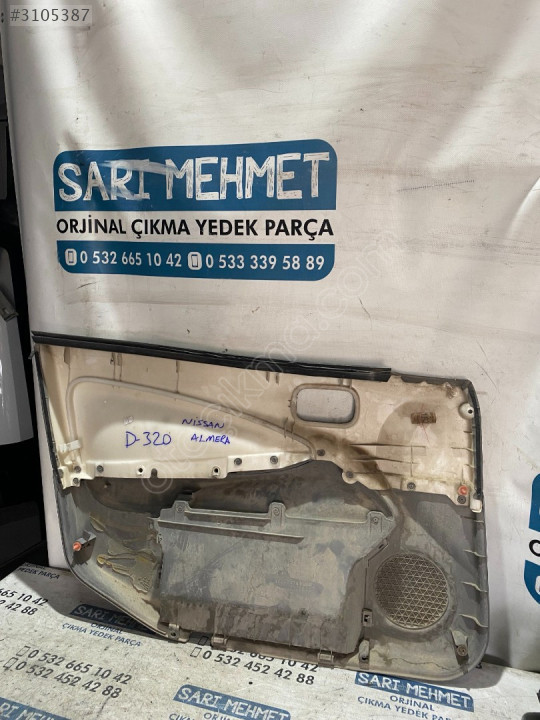 #3105387
SARI MEHMET
ORJİNAL ÇIKMA YEDEK PARÇA
0 532 665 10 42 0 533 339 58 89
NISSAN
D-320 ALMERA
665 10 42
452 42 88
SARI MEHMET
ORJİNAL
ÇIKMA YEDEK PARÇA
0 532 665 10 42
0 532 452 42 88
SARI MEHMET
ORJİNAL
ÇIKMA YEDEK PARÇA
0 532
0 532